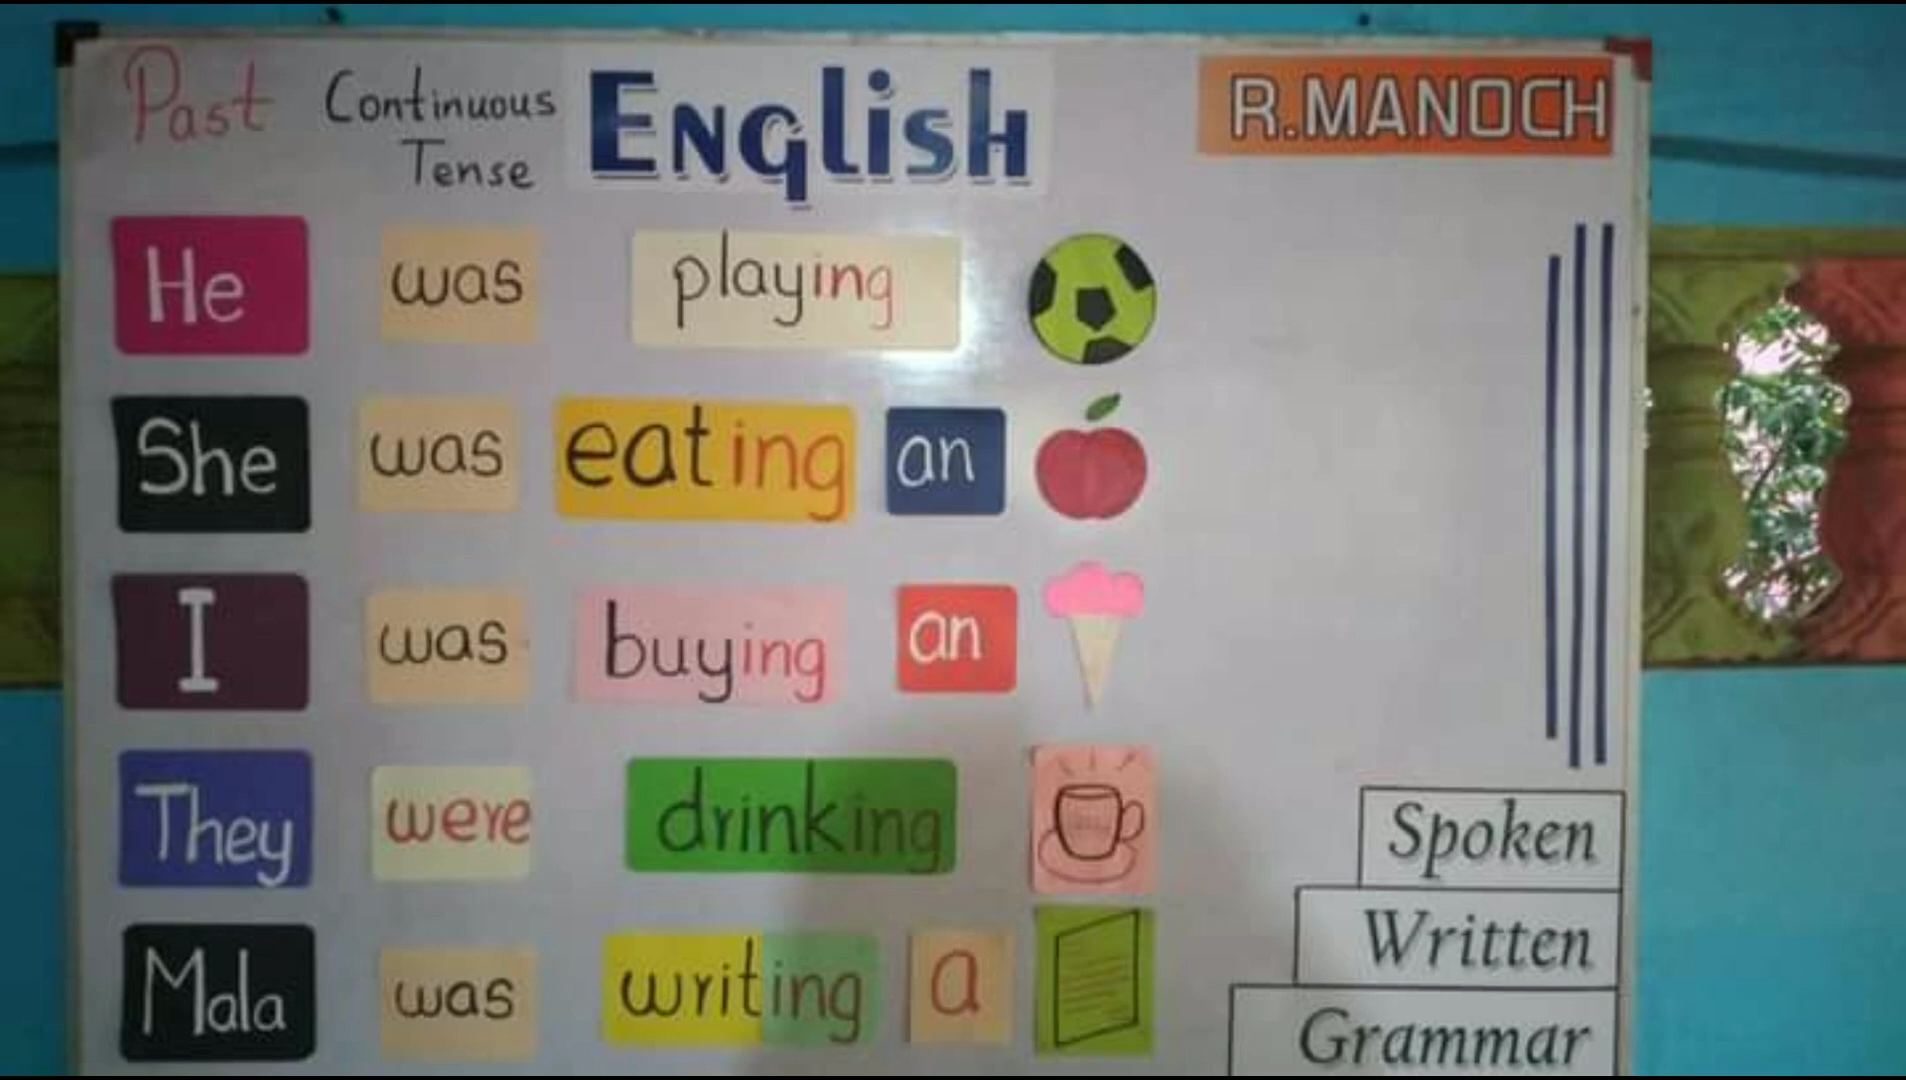 Past Continuous Tense
English
R.MANOCH
He was playing
She was eating an
I was buying an
They were drinking
Mala was writing a
Spoken
Written
Grammar